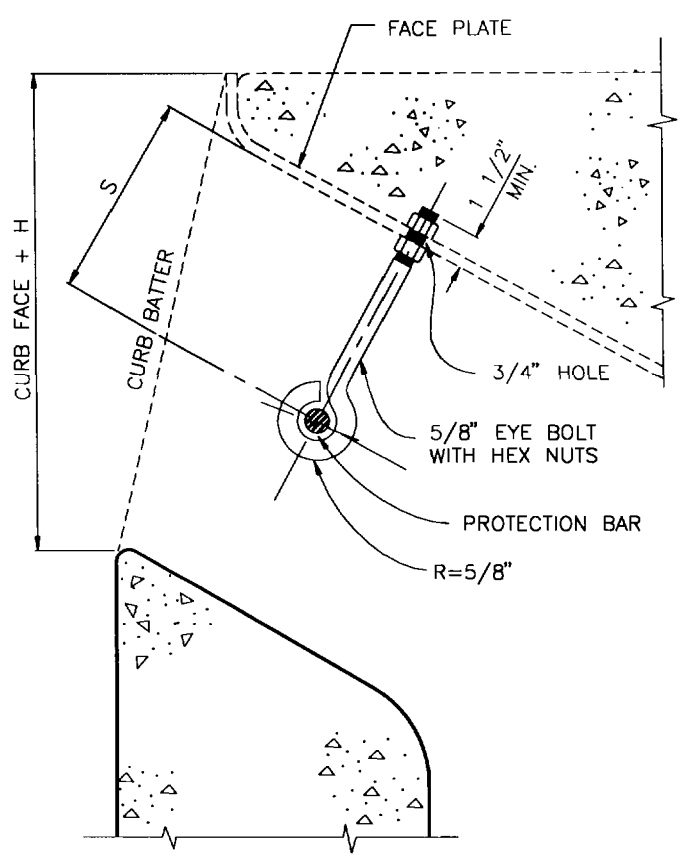 FACE PLATE
1 1/2"
MIN.
S
CURB FACE + H
CURB BATTER
3/4" HOLE
5/8" EYE BOLT
WITH HEX NUTS
PROTECTION BAR
R=5/8"